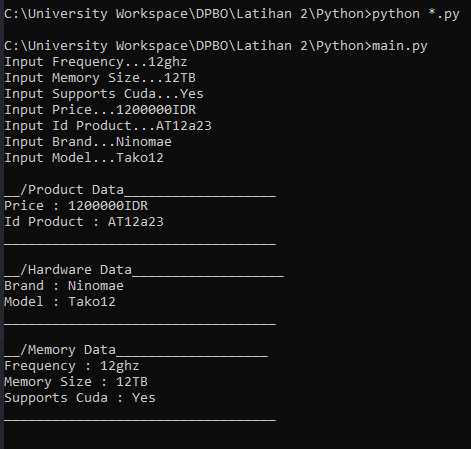 C:\University Workspace\DPBO\Latihan 2\Python>python *.py
C:\University Workspace\DPBO\Latihan 2\Python>main.py
Input Frequency...12ghz
Input Memory Size...12TB
Input Supports Cuda...Yes
Input Price...1200000IDR
Input Id Product...AT12a23
Input Brand...Ninomae
Input Model...Tako12
__/Product Data___________________
Price : 1200000IDR
Id Product : AT12a23
__________________________________
__/Hardware Data___________________
Brand : Ninomae
Model : Tako12
__________________________________
__/Memory Data___________________
Frequency : 12ghz
Memory Size : 12TB
Supports Cuda : Yes
__________________________________